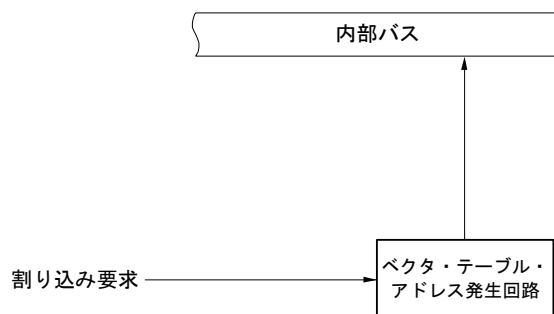 内部バス
割り込み要求
ベクタ・テーブル・
アドレス発生回路